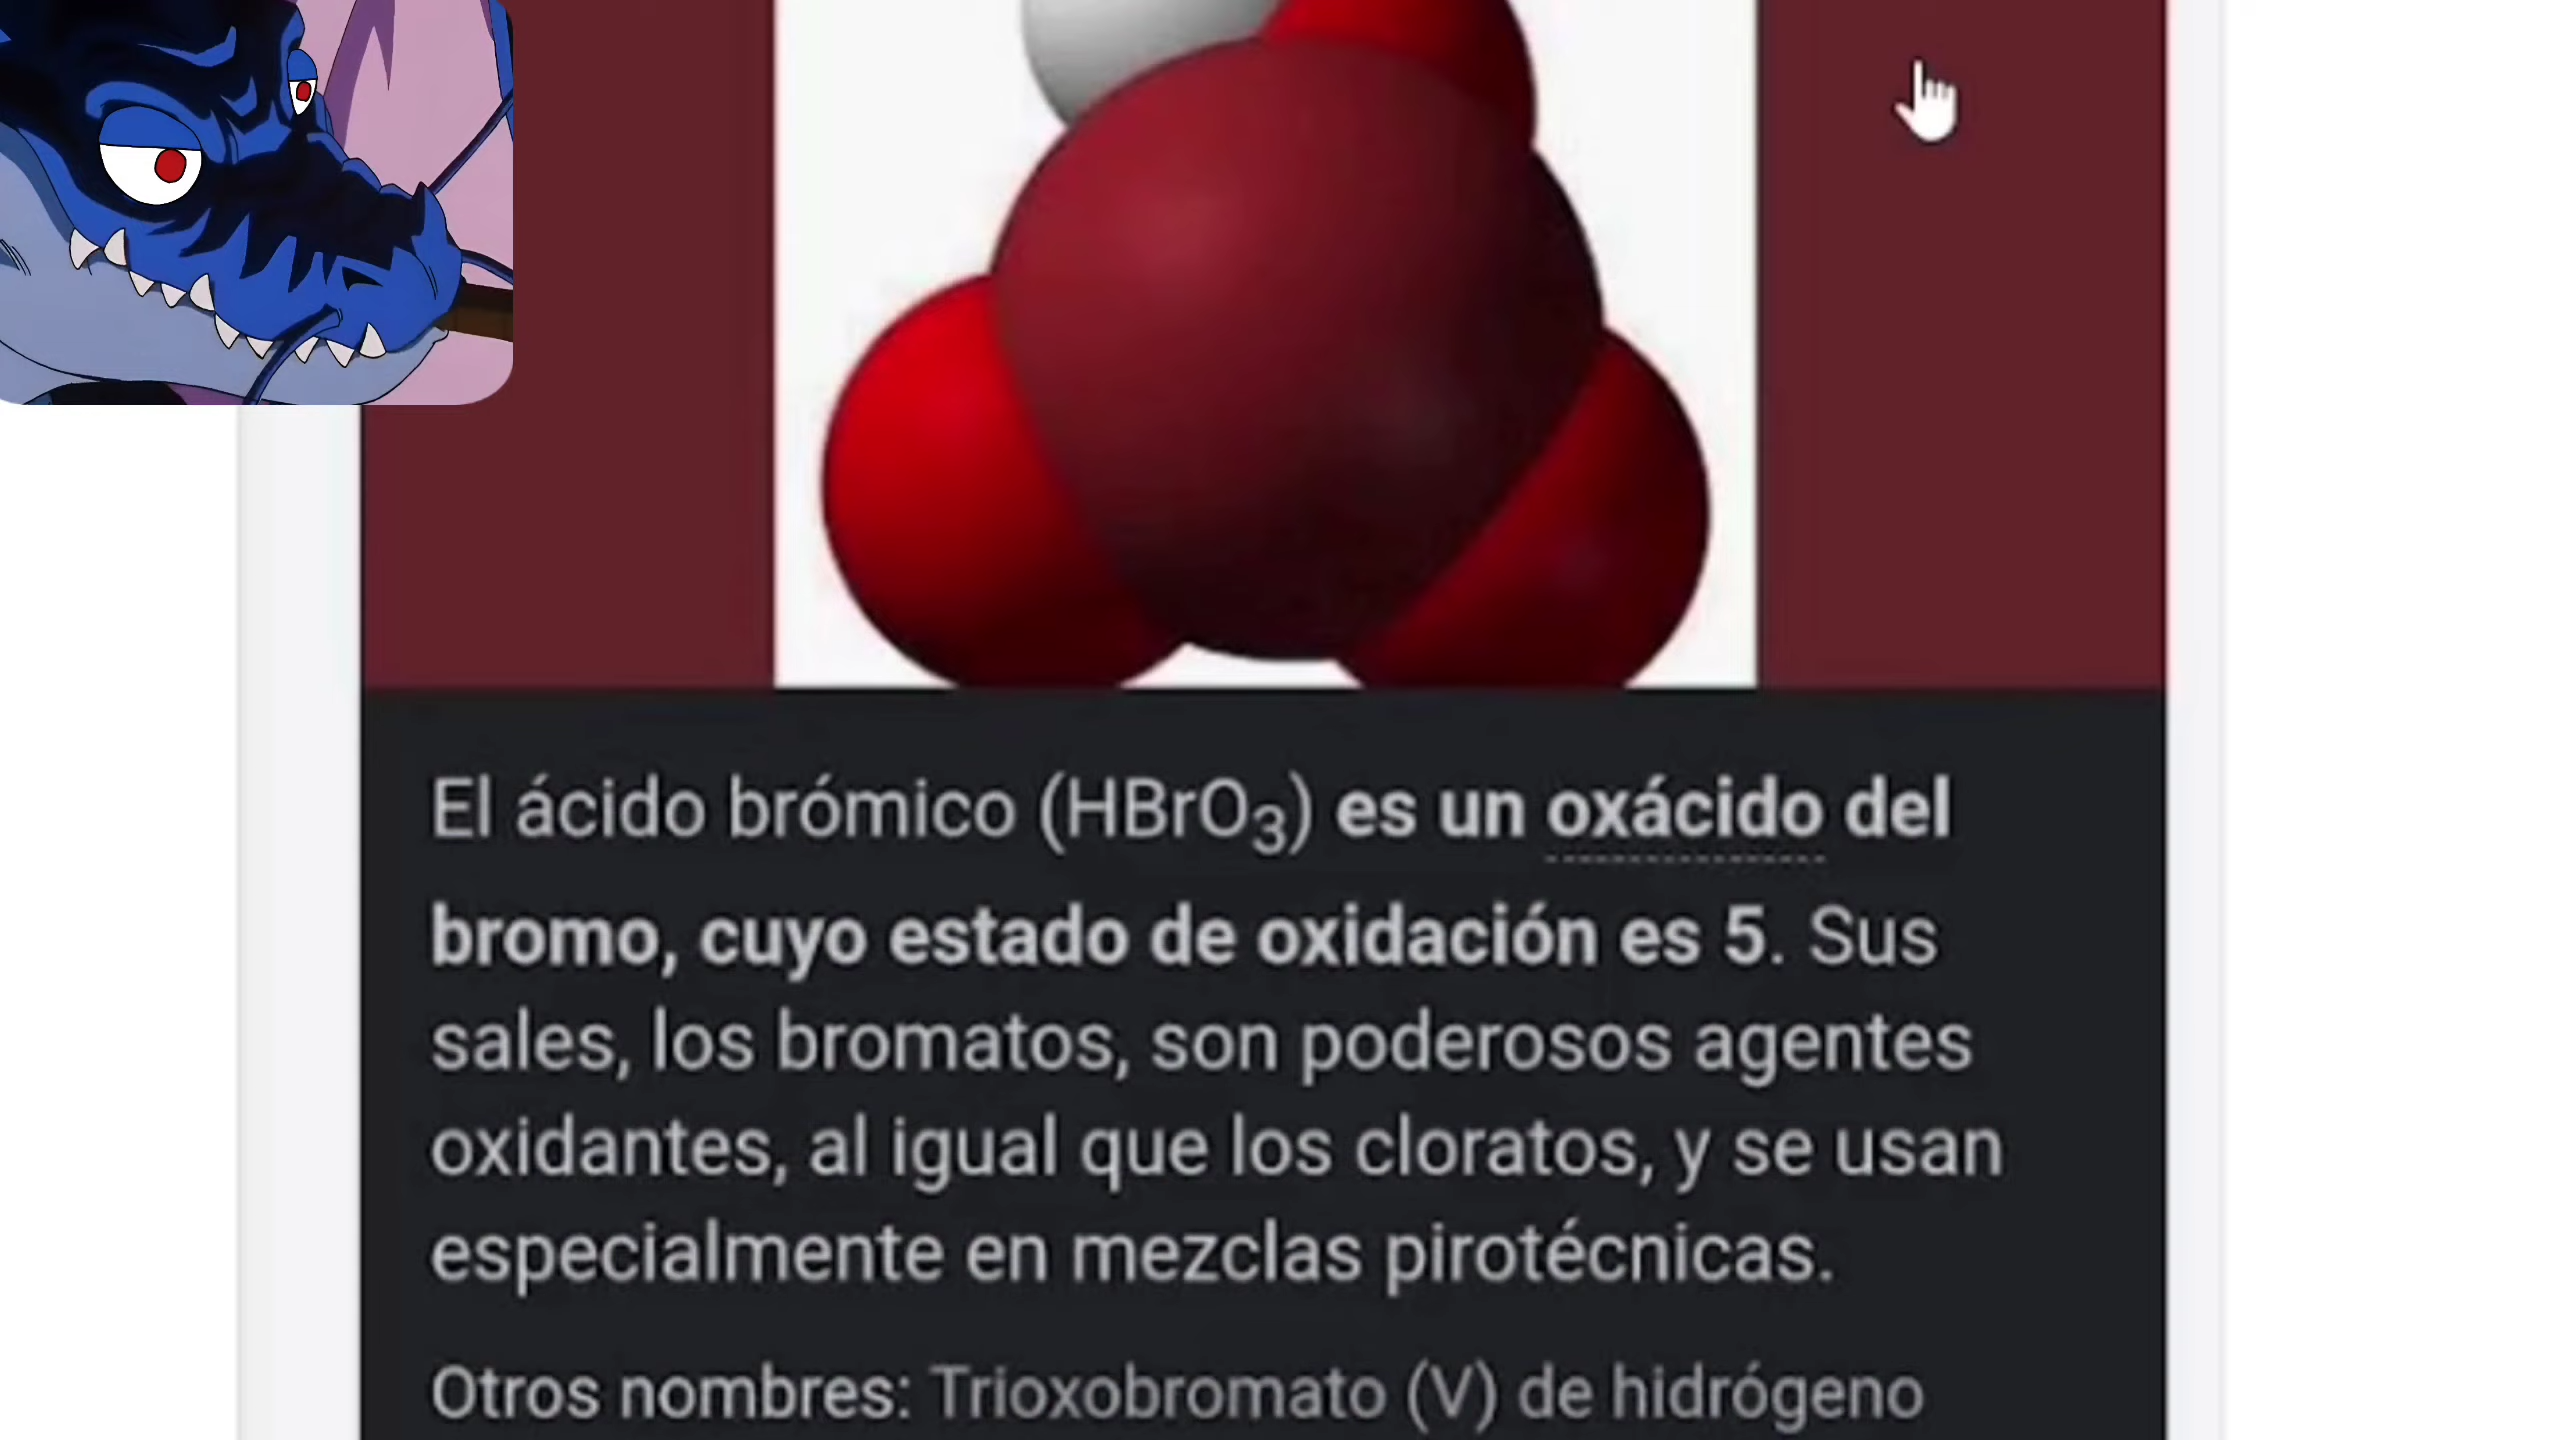 El ácido brómico (HBrO₃) es un oxácido del
bromo, cuyo estado de oxidación es 5. Sus
sales, los bromatos, son poderosos agentes
oxidantes, al igual que los cloratos, y se usan
especialmente en mezclas pirotécnicas.
Otros nombres: Trioxobromato (V) de hidrógeno